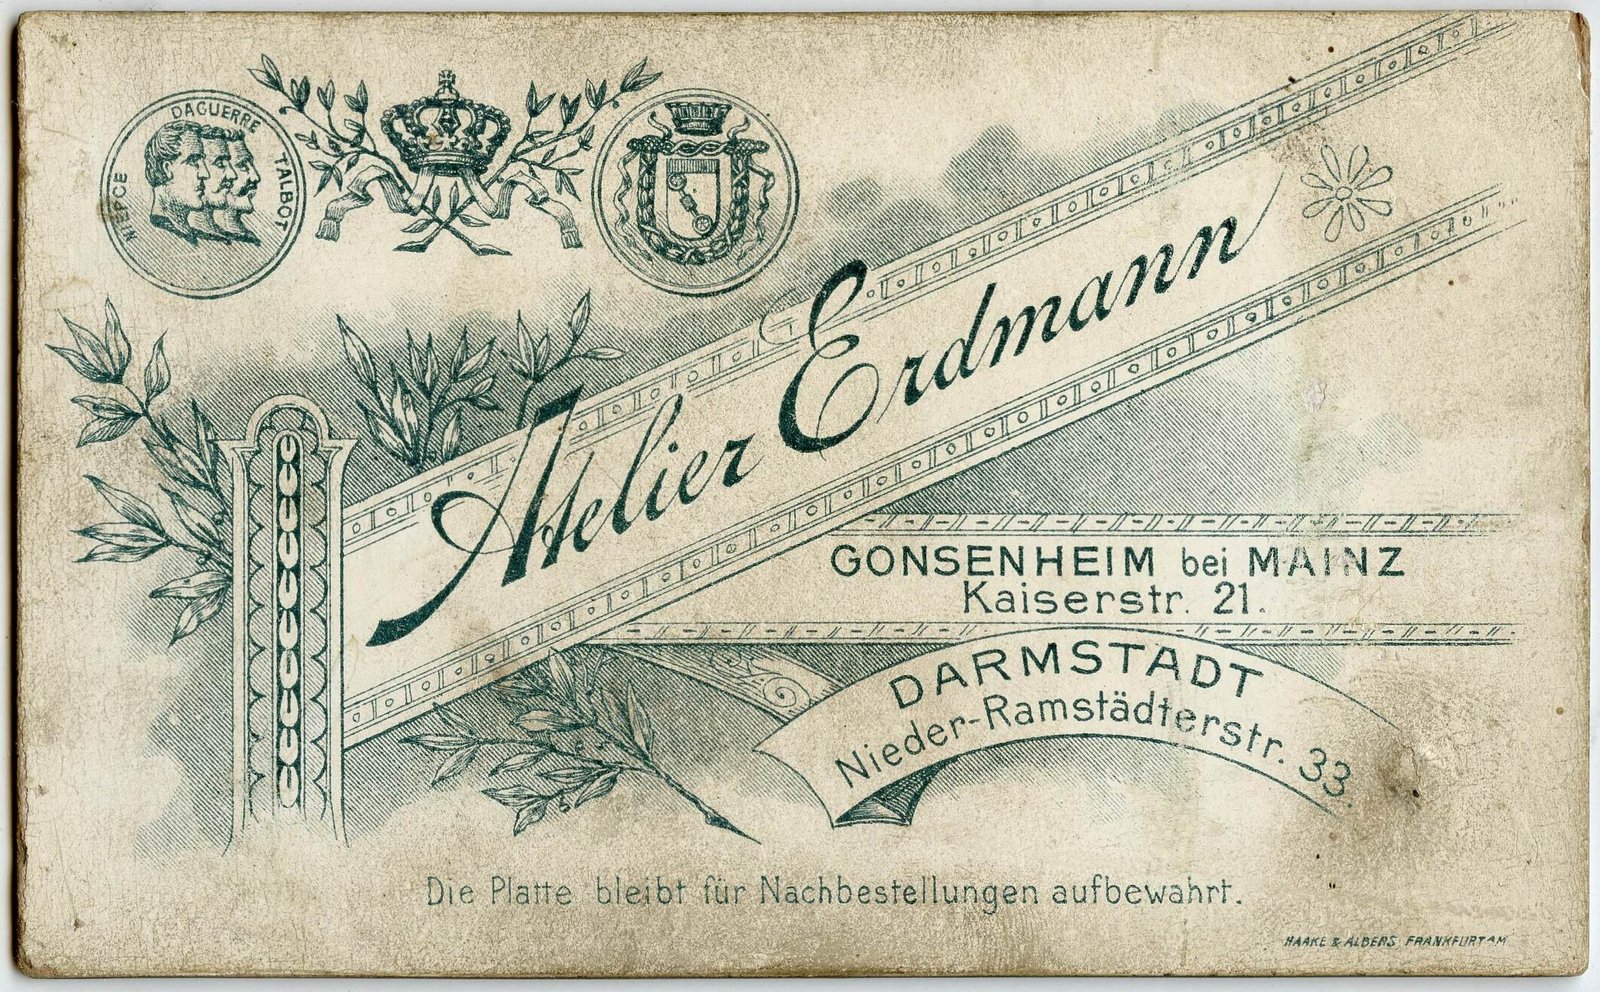 NIEPCE
DAGUERRE
TALBOT
Atelier Erdmann
GONSENHEIM bei MAINZ
Kaiserstr. 21.
DARMSTADT
Nieder-Ramstädterstr. 33.
Die Platte bleibt für Nachbestellungen aufbewahrt.
HAAKE & ALBERS FRANKFURT AM